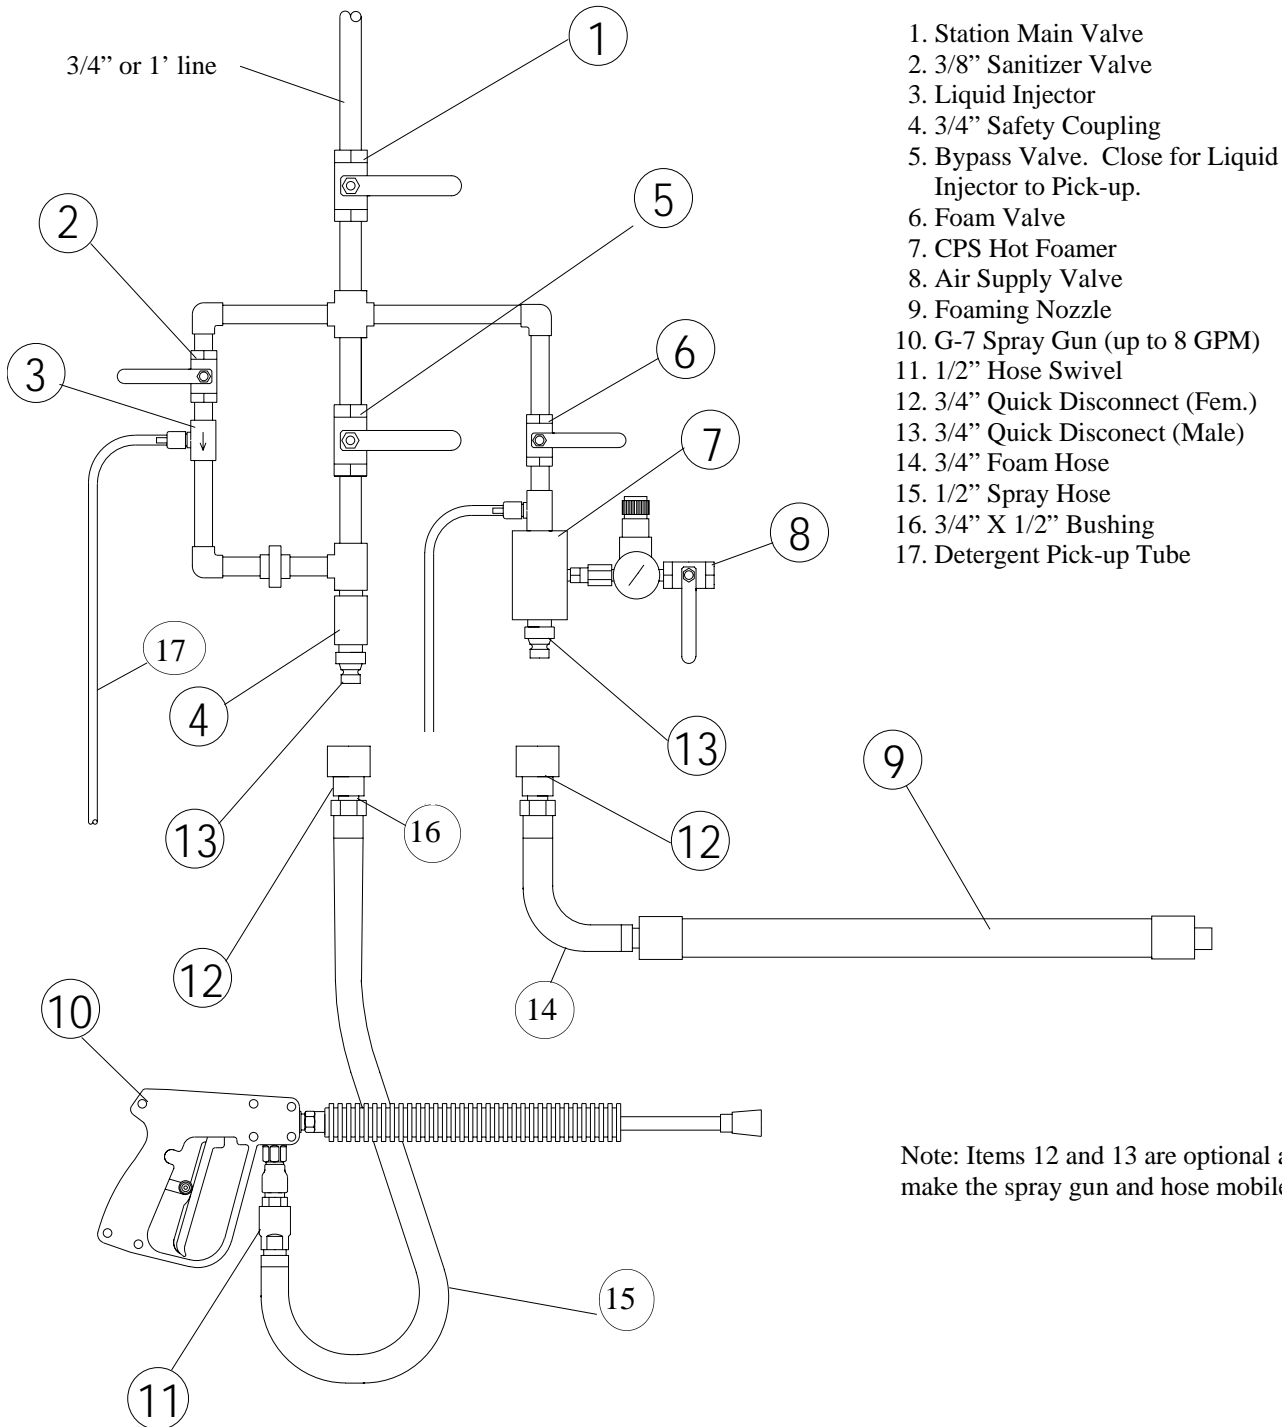 3/4” or 1’ line
1
2
5
3
6
7
8
17
4
13
13
9
16
12
12
14
10
15
11
1. Station Main Valve
2. 3/8” Sanitizer Valve
3. Liquid Injector
4. 3/4” Safety Coupling
5. Bypass Valve.  Close for Liquid
Injector to Pick-up.
6. Foam Valve
7. CPS Hot Foamer
8. Air Supply Valve
9. Foaming Nozzle
10. G-7 Spray Gun (up to 8 GPM)
11. 1/2” Hose Swivel
12. 3/4” Quick Disconnect (Fem.)
13. 3/4” Quick Disconect (Male)
14. 3/4” Foam Hose
15. 1/2” Spray Hose
16. 3/4” X 1/2” Bushing
17. Detergent Pick-up Tube
Note: Items 12 and 13 are optional
make the spray gun and hose mobile